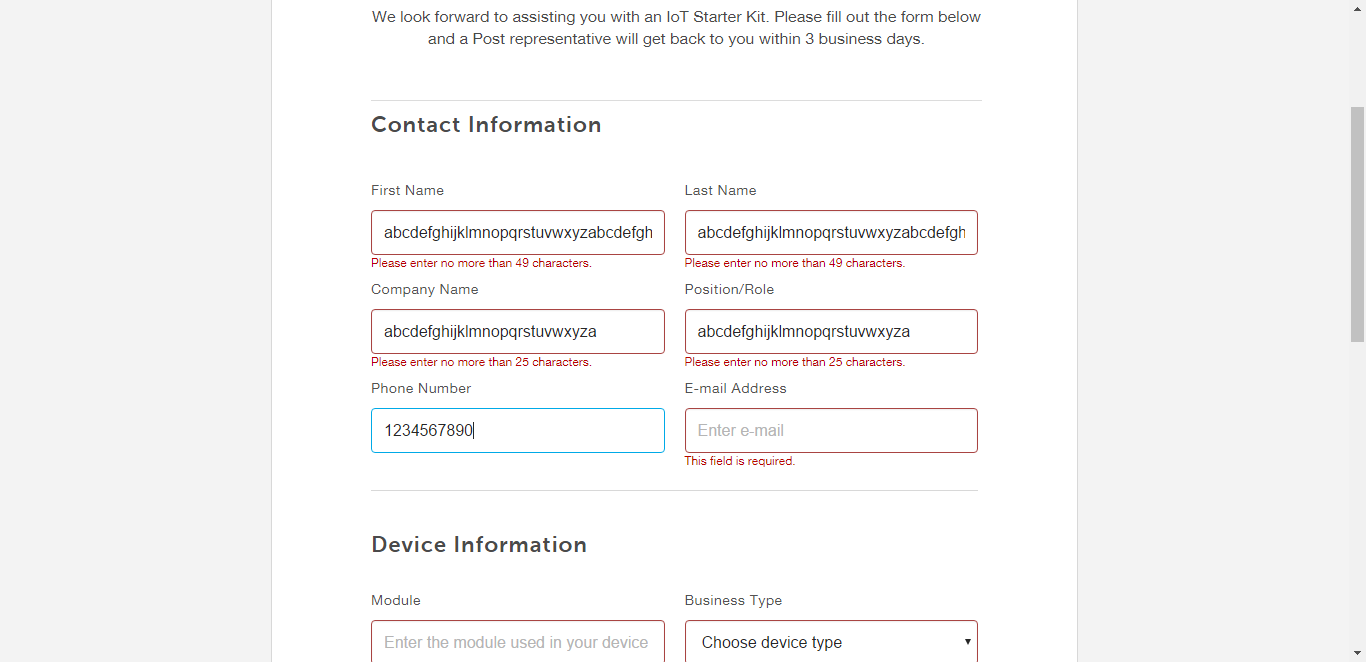 We look forward to assisting you with an IoT Starter Kit. Please fill out the form below
and a Post representative will get back to you within 3 business days.
Contact Information
First Name
Last Name
abcdefghijklmnopqrstuvwxyzabcdefgh
abcdefghijklmnopqrstuvwxyzabcdefgh
Please enter no more than 49 characters.
Please enter no more than 49 characters.
Company Name
Position/Role
abcdefghijklmnopqrstuvwxyza
abcdefghijklmnopqrstuvwxyza
Please enter no more than 25 characters.
Please enter no more than 25 characters.
Phone Number
E-mail Address
1234567890
Enter e-mail
This field is required.
Device Information
Module
Business Type
Enter the module used in your device
Choose device type